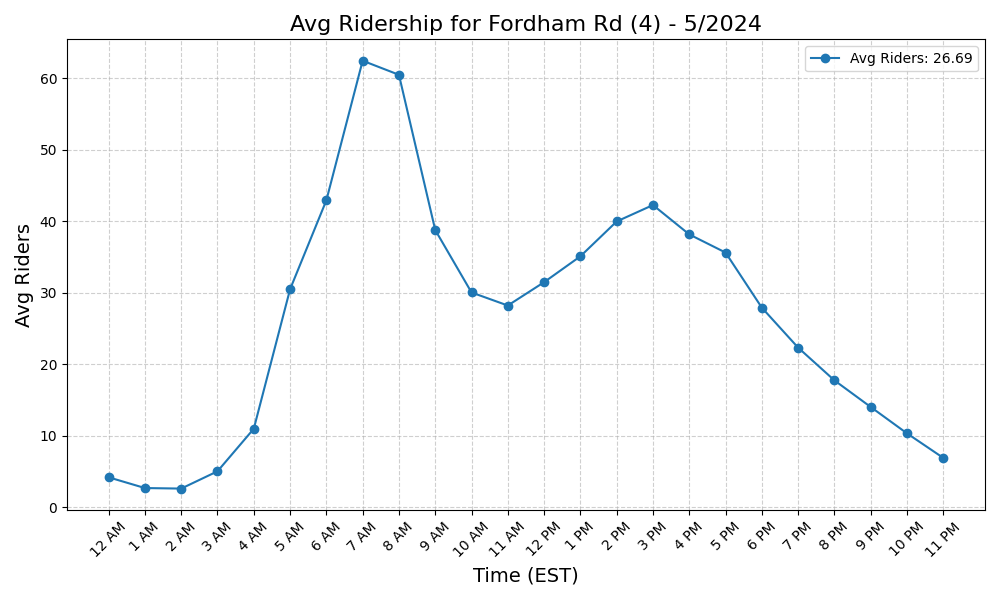 Avg Ridership for Fordham Rd (4) - 5/2024
Avg Riders: 26.69
Avg Riders
60
50
40
30
20
10
0
12 AM
1 AM
2 AM
3 AM
4 AM
5 AM
6 AM
7 AM
8 AM
9 AM
10 AM
11 AM
12 PM
1 PM
2 PM
3 PM
4 PM
5 PM
6 PM
7 PM
8 PM
9 PM
10 PM
11 PM
Time (EST)